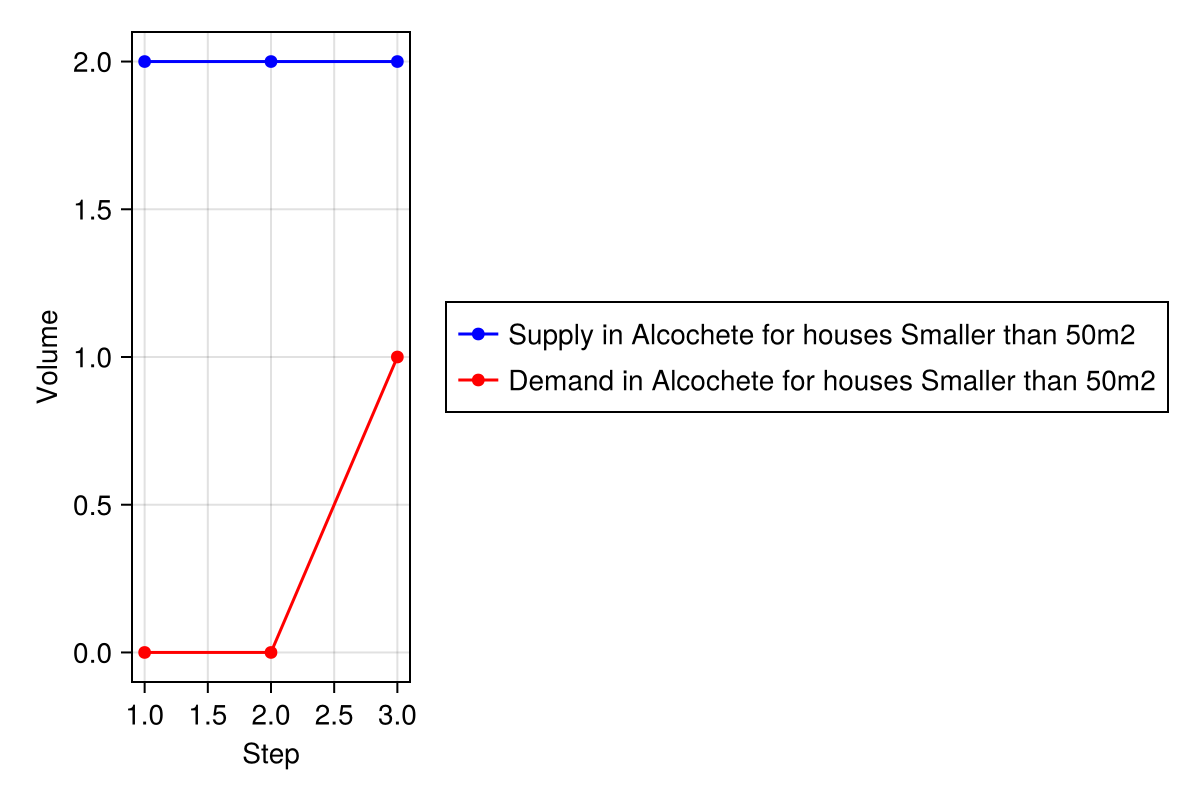 2.0
1.5
1.0
0.5
0.0
Volume
1.0 1.5 2.0 2.5 3.0
Step
Supply in Alcochete for houses Smaller than 50m2
Demand in Alcochete for houses Smaller than 50m2